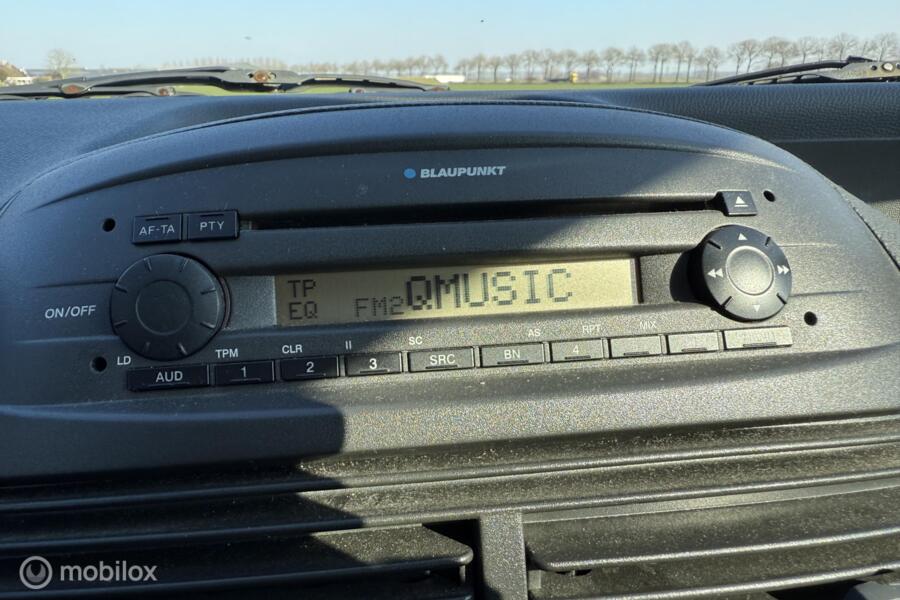 BLAUPUNKT
AF-TA PTY
ON/OFF
TP
EQ FM2 QMUSIC
LD TPM CLR II SC AS RPT MIX
AUD 1 2 3 SRC BN 4
mobilox